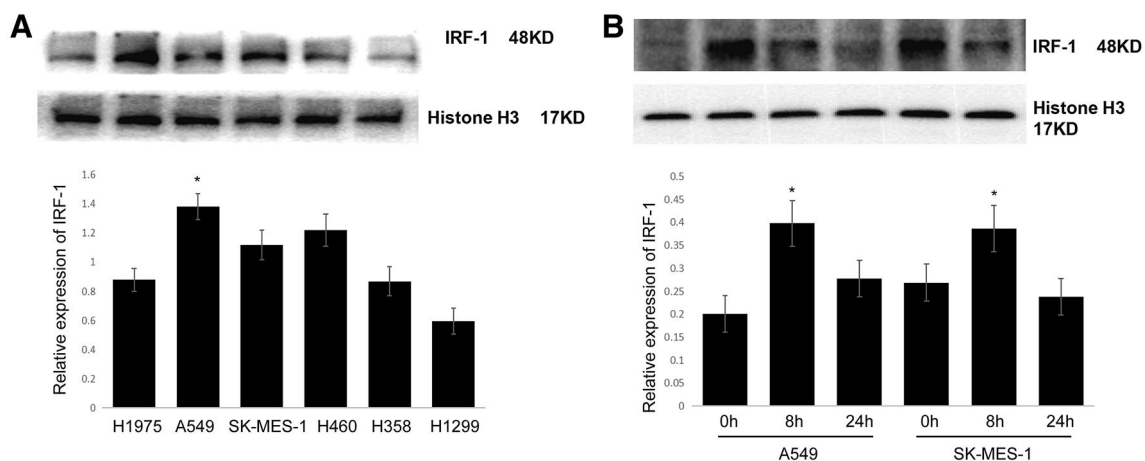 A
IRF-1 48KD
Histone H3 17KD
Relative expression of IRF-1
1.6
1.4
1.2
1
0.8
0.6
0.4
0.2
0
*
H1975 A549 SK-MES-1 H460 H358 H1299
B
IRF-1 48KD
Histone H3
17KD
Relative expression of IRF-1
0.5
0.45
0.4
0.35
0.3
0.25
0.2
0.15
0.1
0.05
0
* *
0h 8h 24h 0h 8h 24h
A549 SK-MES-1